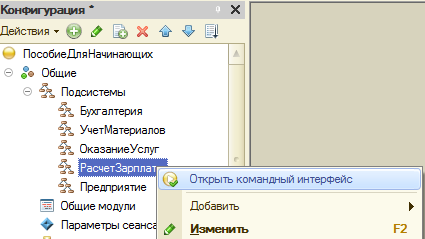 Конфигурация *
Действия
ПособиеДляНачинающих
Общие
Подсистемы
Бухгалтерия
УчетМатериалов
ОказаниеУслуг
РасчетЗарплат
Предприятие
Общие модули
Параметры сеанса
Открыть командный интерфейс
Добавить
Изменить F2